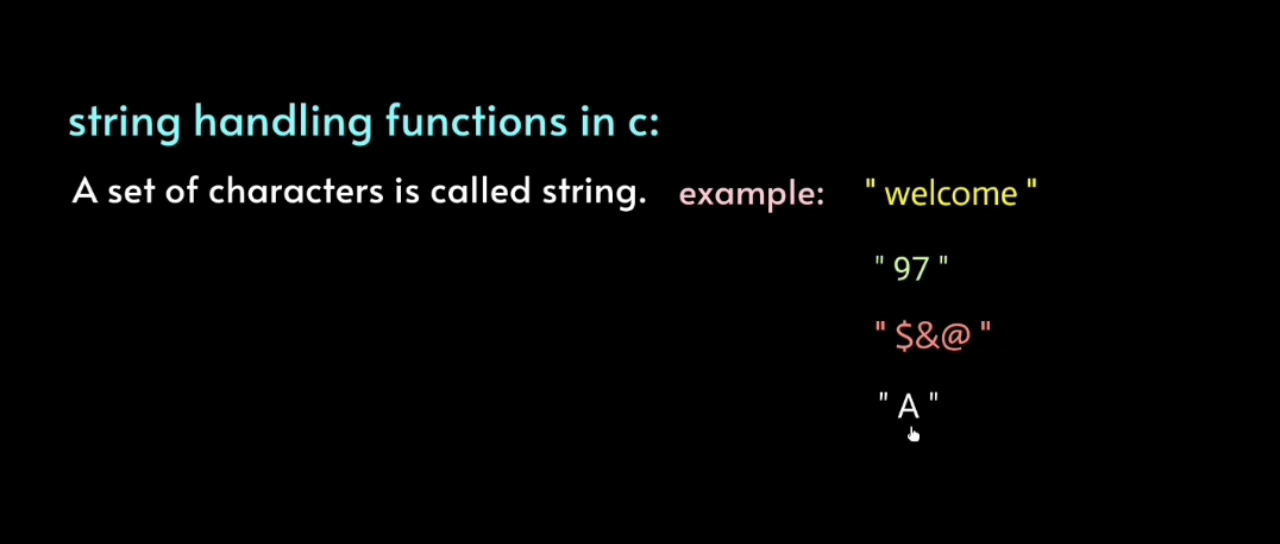 string handling functions in c:
A set of characters is called string. example: " welcome "
" 97 "
" $&@ "
" A "